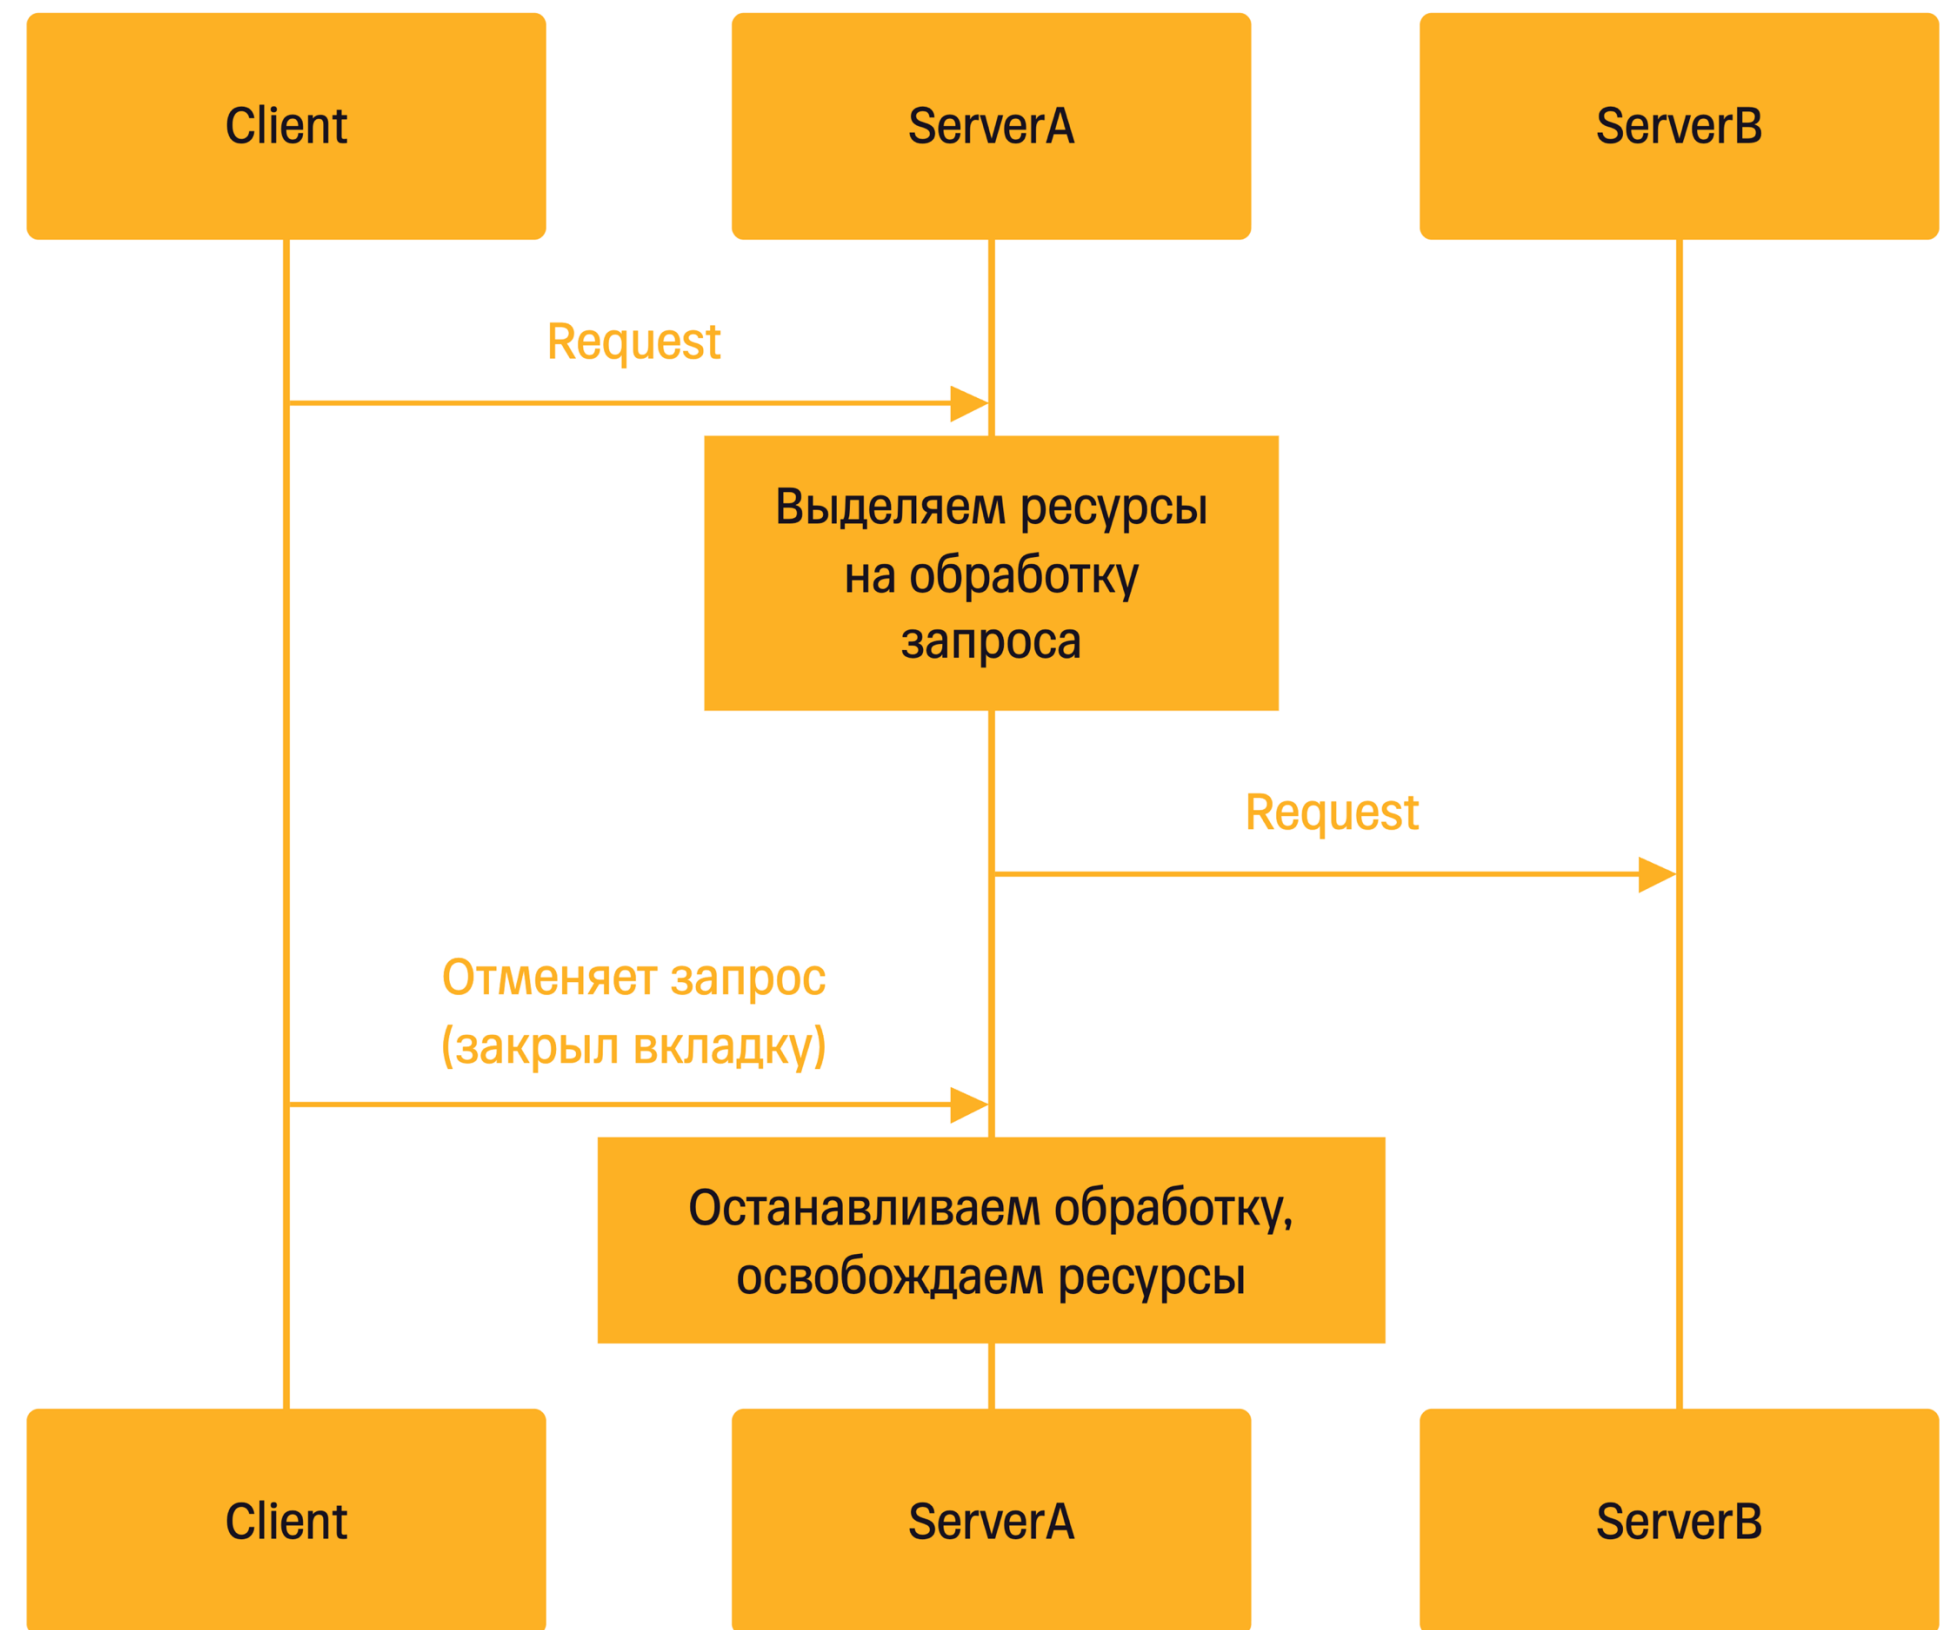 Client
ServerA
ServerB
Request
Выделяем ресурсы
на обработку
запроса
Request
Отменяет запрос
(закрыл вкладку)
Останавливаем обработку,
освобождаем ресурсы
Client
ServerA
ServerB